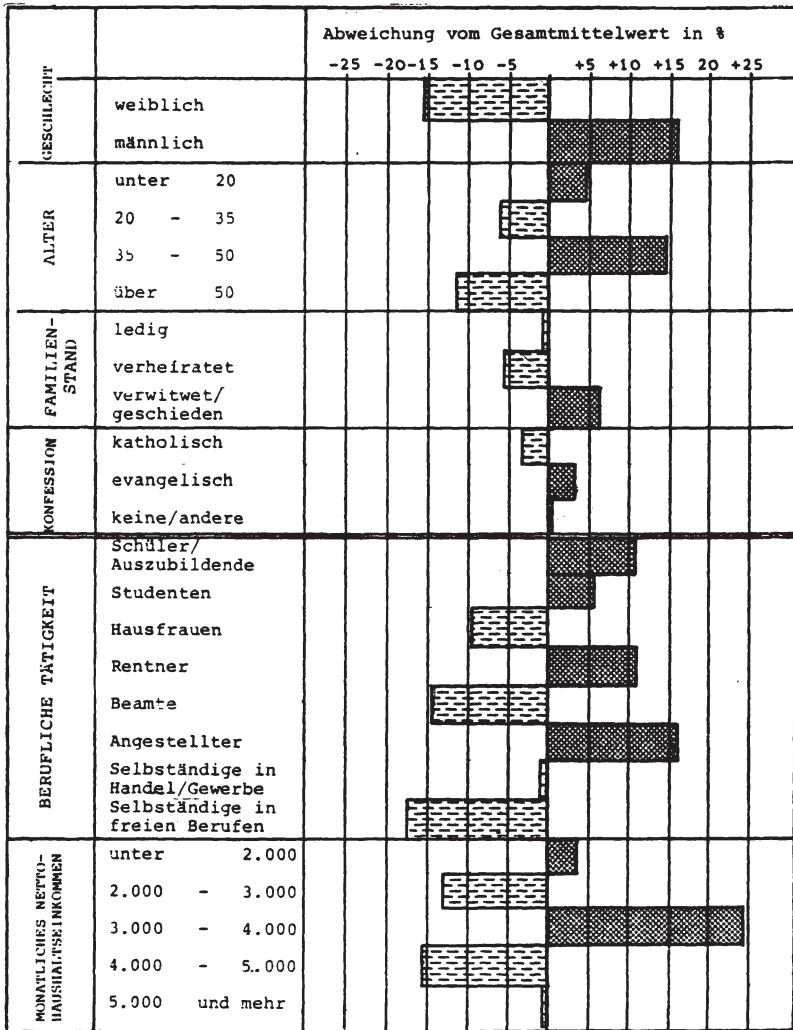 Abweichung vom Gesamtmittelwert in %
-25 -20 -15 -10 -5 +5 +10 +15 20 +25
GESCHLECHT
weiblich
männlich
ALTER
unter 20
20 - 35
35 - 50
über 50
FAMILIEN-
STAND
ledig
verheiratet
verwitwet/
geschieden
KONFESSION
katholisch
evangelisch
keine/andere
BERUFLICHE TÄTIGKEIT
Schüler/
Auszubildende
Studenten
Hausfrauen
Rentner
Beamte
Angestellter
Selbständige in
Handel/Gewerbe
Selbständige in
freien Berufen
MONATLICHES NETTO-
HAUSHALTSEINKOMMEN
unter 2.000
2.000 - 3.000
3.000 - 4.000
4.000 - 5.000
5.000 und mehr